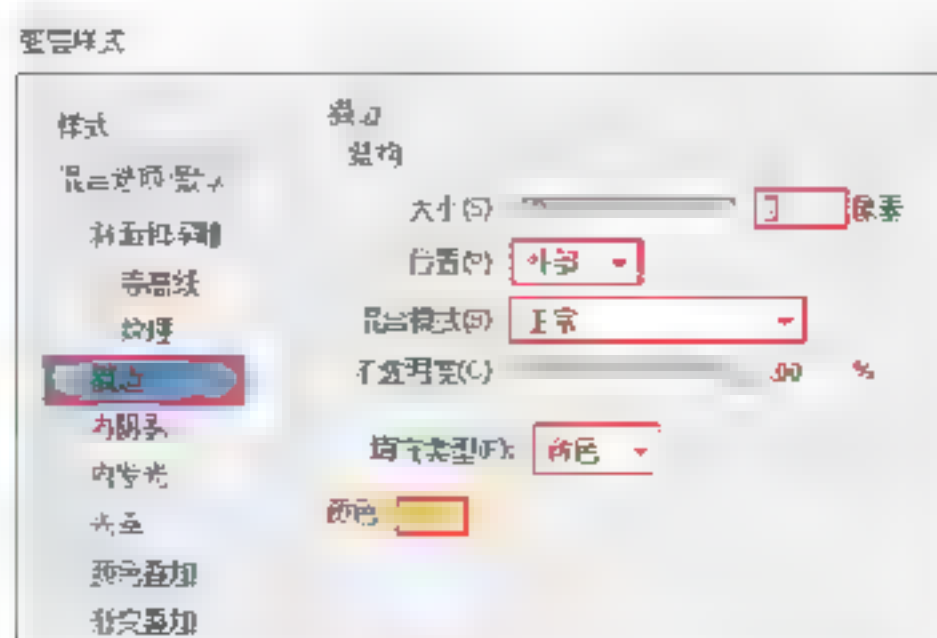 图层样式
样式
混合选项:默认
斜面和浮雕
等高线
纹理
描边
内阴影
内发光
光泽
颜色叠加
渐变叠加
描边
结构
大小(S)
像素
位置(P)
外部
混合模式(B)
正常
不透明度(O)
%
填充类型(F):
颜色
颜色